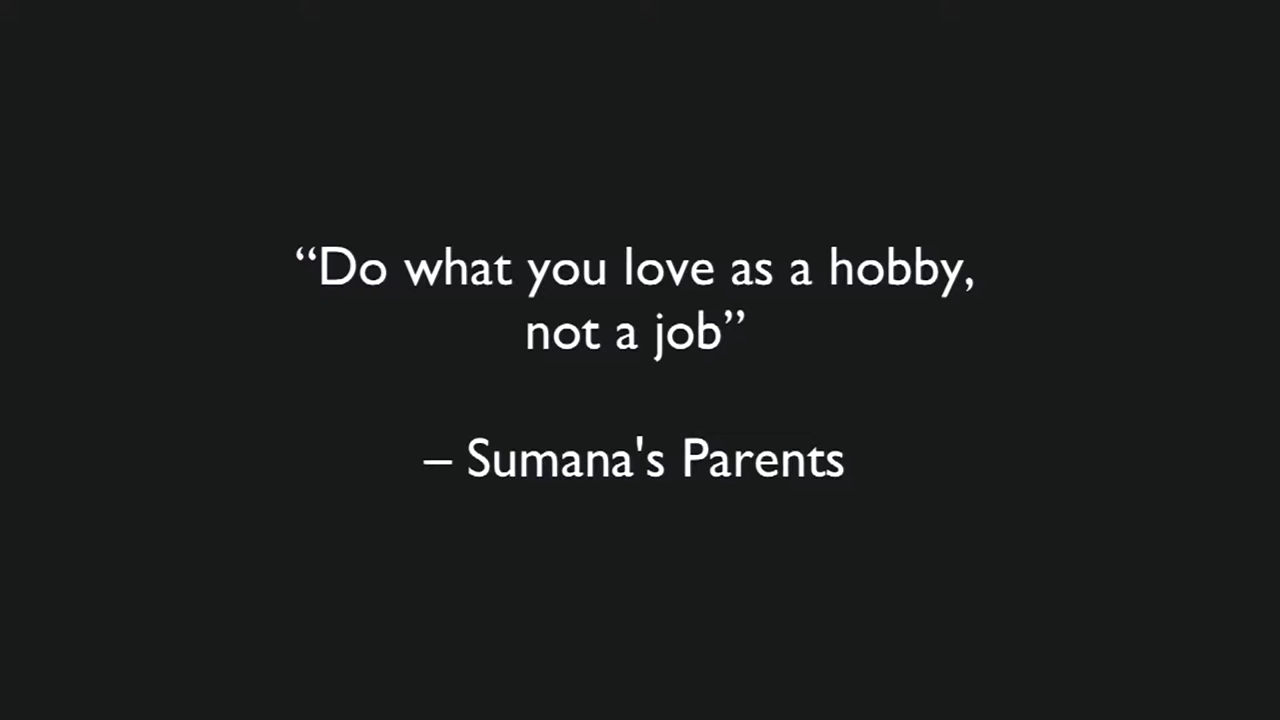 “Do what you love as a hobby,
not a job”
– Sumana's Parents